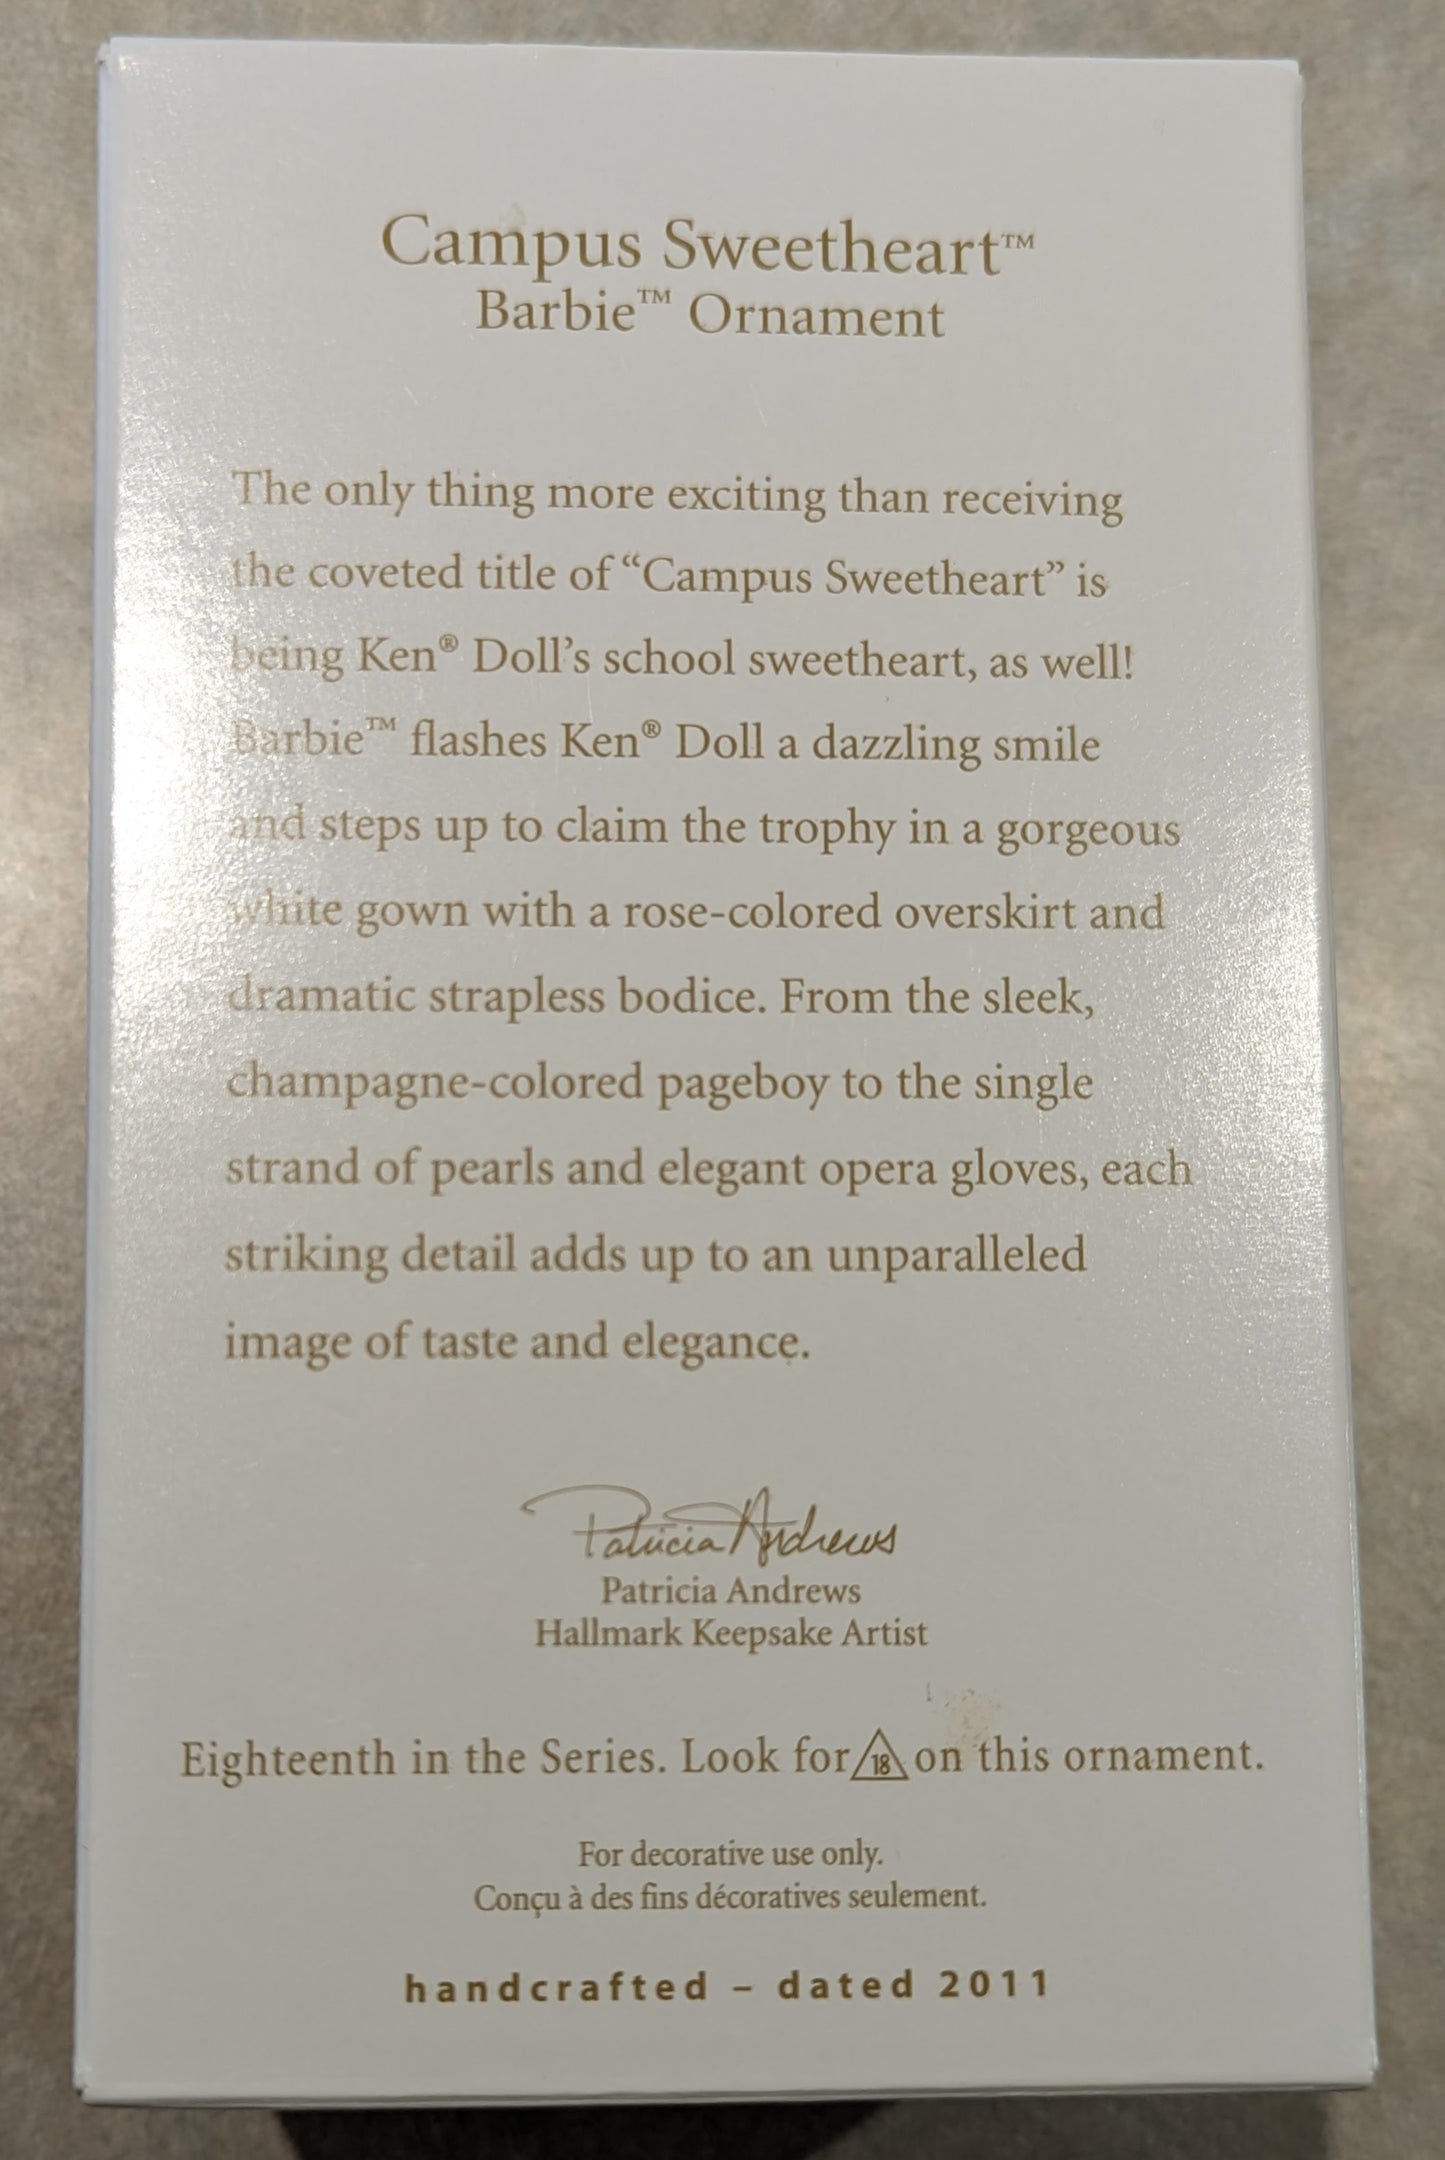 Campus Sweetheart™
Barbie™ Ornament
The only thing more exciting than receiving
the coveted title of “Campus Sweetheart” is
being Ken® Doll’s school sweetheart, as well!
Barbie™ flashes Ken® Doll a dazzling smile
and steps up to claim the trophy in a gorgeous
white gown with a rose-colored overskirt and
dramatic strapless bodice. From the sleek,
champagne-colored pageboy to the single
strand of pearls and elegant opera gloves, each
striking detail adds up to an unparalleled
image of taste and elegance.
Patricia Andrews
Patricia Andrews
Hallmark Keepsake Artist
Eighteenth in the Series. Look for 18 on this ornament.
For decorative use only.
Conçu à des fins décoratives seulement.
handcrafted – dated 2011